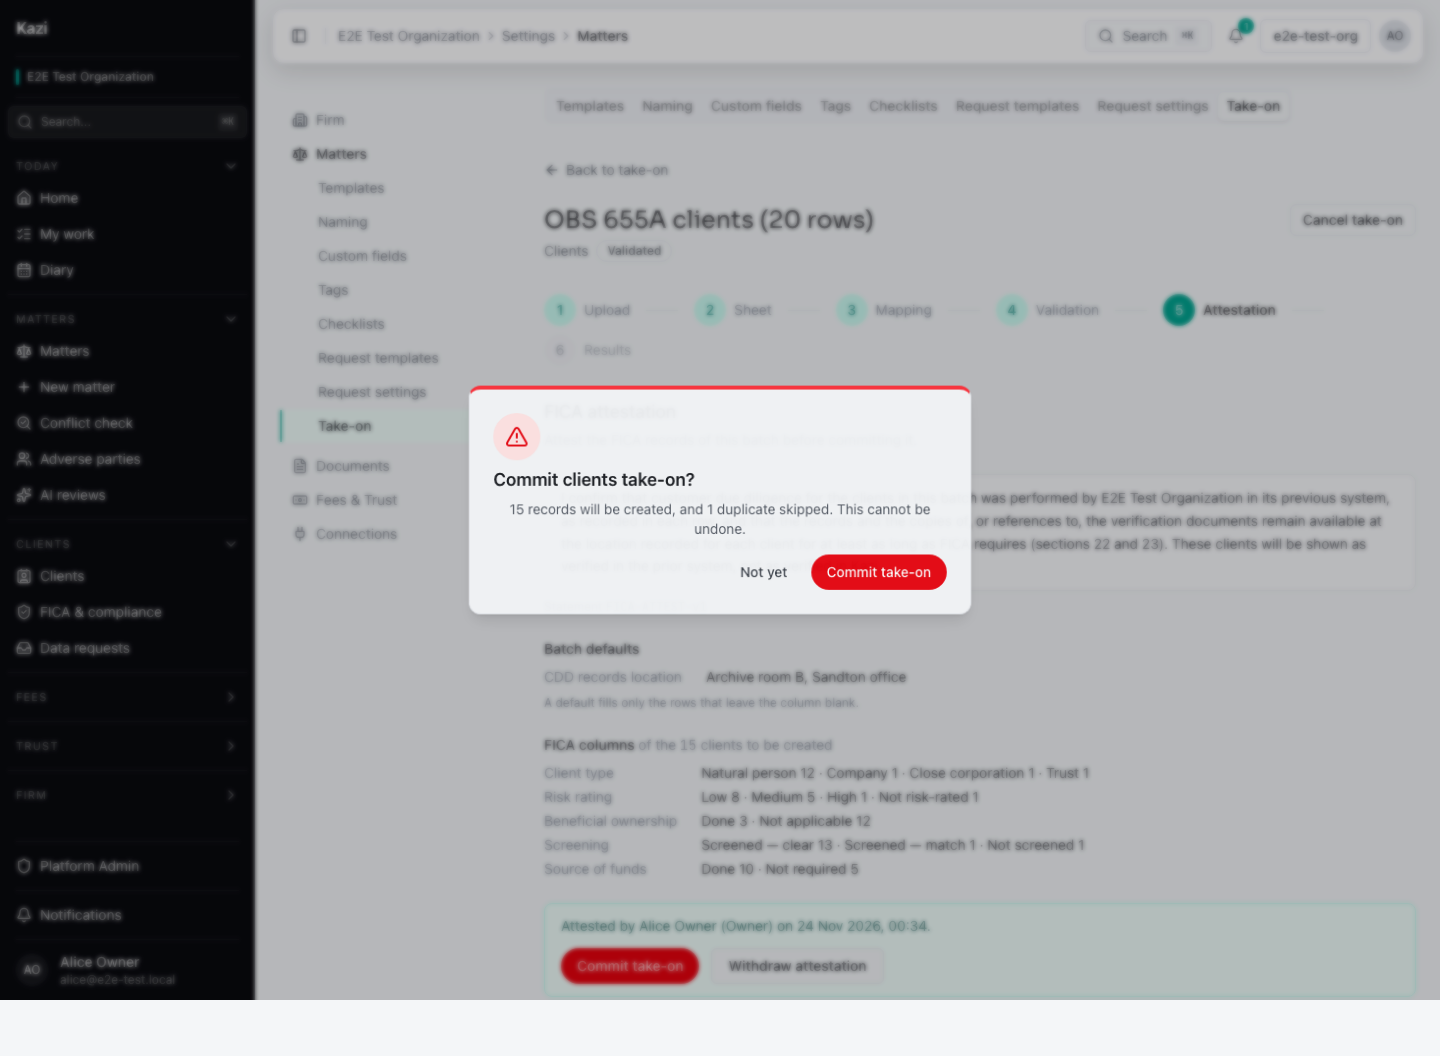 Kazi
E2E Test Organization
Search...
⌘K
TODAY
Home
My work
Diary
MATTERS
Matters
New matter
Conflict check
Adverse parties
AI reviews
CLIENTS
Clients
FICA & compliance
Data requests
FEES
TRUST
FIRM
Platform Admin
Notifications
AO
Alice Owner
alice@e2e-test.local
E2E Test Organization > Settings > Matters
Search ⌘K
e2e-test-org
AO
Firm
Matters
Templates
Naming
Custom fields
Tags
Checklists
Request templates
Request settings
Take-on
Documents
Fees & Trust
Connections
Templates Naming Custom fields Tags Checklists Request templates Request settings Take-on
Back to take-on
OBS 655A clients (20 rows)
Cancel take-on
Clients Validated
1 Upload 2 Sheet 3 Mapping 4 Validation 5 Attestation
6 Results
FICA attestation
Commit clients take-on?
15 records will be created, and 1 duplicate skipped. This cannot be
undone.
Not yet Commit take-on
was performed by E2E Test Organization in its previous system,
or references to, the verification documents remain available at
requires (sections 22 and 23). These clients will be shown as
Batch defaults
CDD records location Archive room B, Sandton office
A default fills only the rows that leave the column blank.
FICA columns of the 15 clients to be created
Client type Natural person 12 · Company 1 · Close corporation 1 · Trust 1
Risk rating Low 8 · Medium 5 · High 1 · Not risk-rated 1
Beneficial ownership Done 3 · Not applicable 12
Screening Screened — clear 13 · Screened — match 1 · Not screened 1
Source of funds Done 10 · Not required 5
Attested by Alice Owner (Owner) on 24 Nov 2026, 00:34.
Commit take-on Withdraw attestation